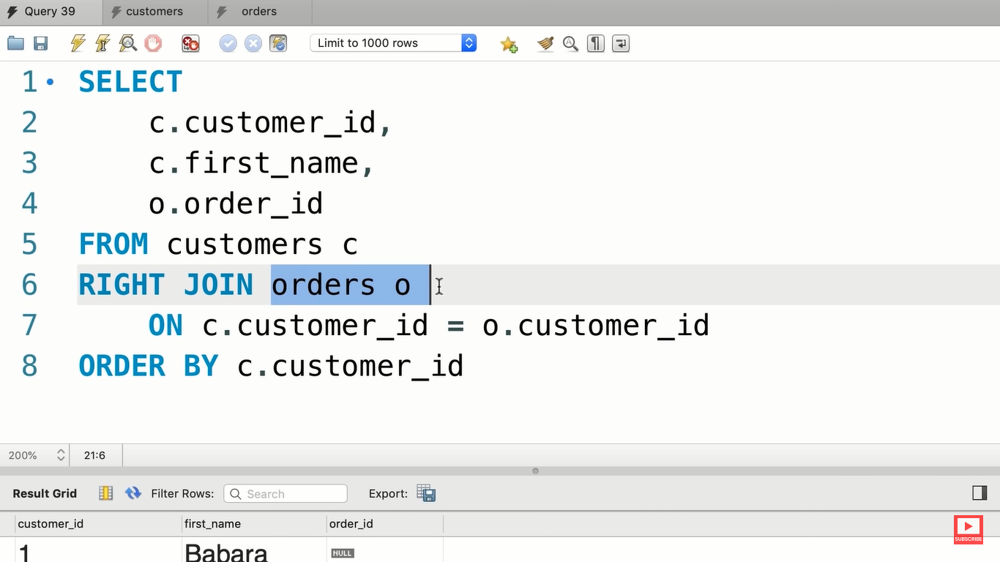 Query 39 customers orders
Limit to 1000 rows
1 SELECT
2 c.customer_id,
3 c.first_name,
4 o.order_id
5 FROM customers c
6 RIGHT JOIN orders o
7 ON c.customer_id = o.customer_id
8 ORDER BY c.customer_id
200% 21:6
Result Grid Filter Rows: Search Export:
customer_id first_name order_id
1 Babara NULL
SUBSCRIBE